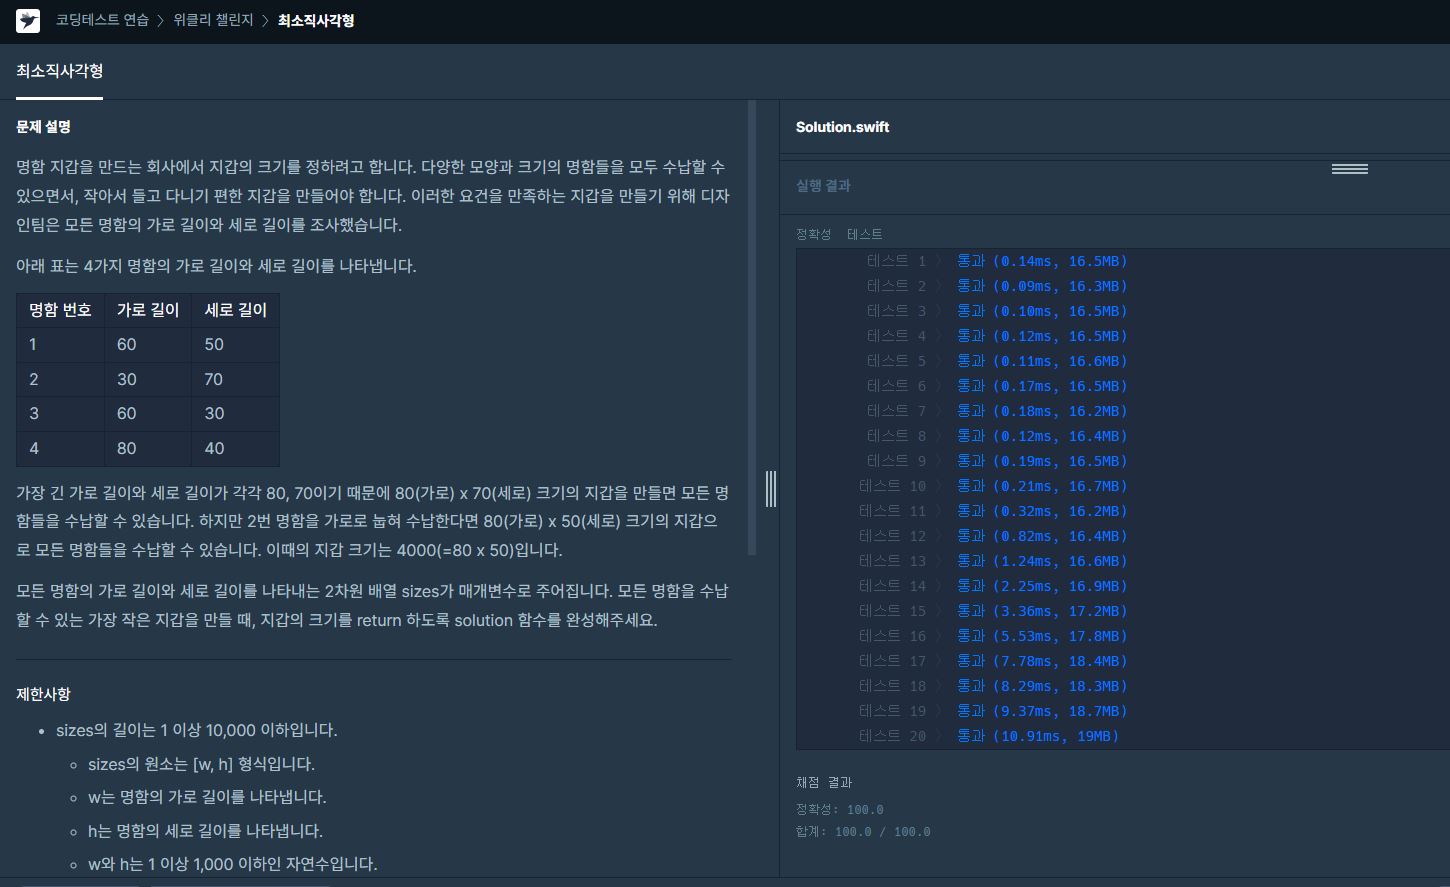 코딩테스트 연습 > 위클리 챌린지 > 최소직사각형
최소직사각형
문제 설명
명함 지갑을 만드는 회사에서 지갑의 크기를 정하려고 합니다. 다양한 모양과 크기의 명함들을 모두 수납할 수
있으면서, 작아서 들고 다니기 편한 지갑을 만들어야 합니다. 이러한 요건을 만족하는 지갑을 만들기 위해 디자
인팀은 모든 명함의 가로 길이와 세로 길이를 조사했습니다.
아래 표는 4가지 명함의 가로 길이와 세로 길이를 나타냅니다.
명함 번호 가로 길이 세로 길이
1 60 50
2 30 70
3 60 30
4 80 40
가장 긴 가로 길이와 세로 길이가 각각 80, 70이기 때문에 80(가로) x 70(세로) 크기의 지갑을 만들면 모든 명
함들을 수납할 수 있습니다. 하지만 2번 명함을 가로로 눕혀 수납한다면 80(가로) x 50(세로) 크기의 지갑으
로 모든 명함들을 수납할 수 있습니다. 이때의 지갑 크기는 4000(=80 x 50)입니다.
모든 명함의 가로 길이와 세로 길이를 나타내는 2차원 배열 sizes가 매개변수로 주어집니다. 모든 명함을 수납
할 수 있는 가장 작은 지갑을 만들 때, 지갑의 크기를 return 하도록 solution 함수를 완성해주세요.
제한사항
• sizes의 길이는 1 이상 10,000 이하입니다.
◦ sizes의 원소는 [w, h] 형식입니다.
◦ w는 명함의 가로 길이를 나타냅니다.
◦ h는 명함의 세로 길이를 나타냅니다.
◦ w와 h는 1 이상 1,000 이하인 자연수입니다.
Solution.swift
실행 결과
정확성 테스트
테스트 1 〉 통과 (0.14ms, 16.5MB)
테스트 2 〉 통과 (0.09ms, 16.3MB)
테스트 3 〉 통과 (0.10ms, 16.5MB)
테스트 4 〉 통과 (0.12ms, 16.5MB)
테스트 5 〉 통과 (0.11ms, 16.6MB)
테스트 6 〉 통과 (0.17ms, 16.5MB)
테스트 7 〉 통과 (0.18ms, 16.2MB)
테스트 8 〉 통과 (0.12ms, 16.4MB)
테스트 9 〉 통과 (0.19ms, 16.5MB)
테스트 10 〉 통과 (0.21ms, 16.7MB)
테스트 11 〉 통과 (0.32ms, 16.2MB)
테스트 12 〉 통과 (0.82ms, 16.4MB)
테스트 13 〉 통과 (1.24ms, 16.6MB)
테스트 14 〉 통과 (2.25ms, 16.9MB)
테스트 15 〉 통과 (3.36ms, 17.2MB)
테스트 16 〉 통과 (5.53ms, 17.8MB)
테스트 17 〉 통과 (7.78ms, 18.4MB)
테스트 18 〉 통과 (8.29ms, 18.3MB)
테스트 19 〉 통과 (9.37ms, 18.7MB)
테스트 20 〉 통과 (10.91ms, 19MB)
채점 결과
정확성: 100.0
합계: 100.0 / 100.0